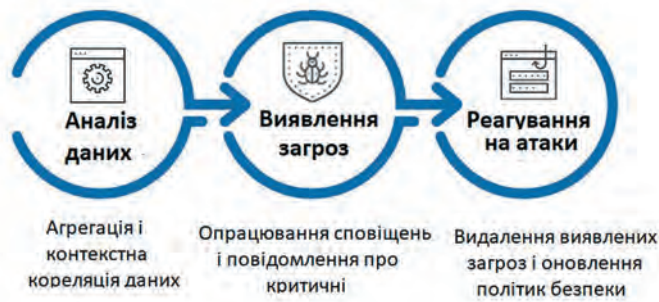 Аналіз
даних
Виявлення
загроз
Реагування
на атаки
Агрегація і
контекстна
кореляція даних
Опрацювання сповіщень
і повідомлення про
критичні
Видалення виявлених
загроз і оновлення
політик безпеки